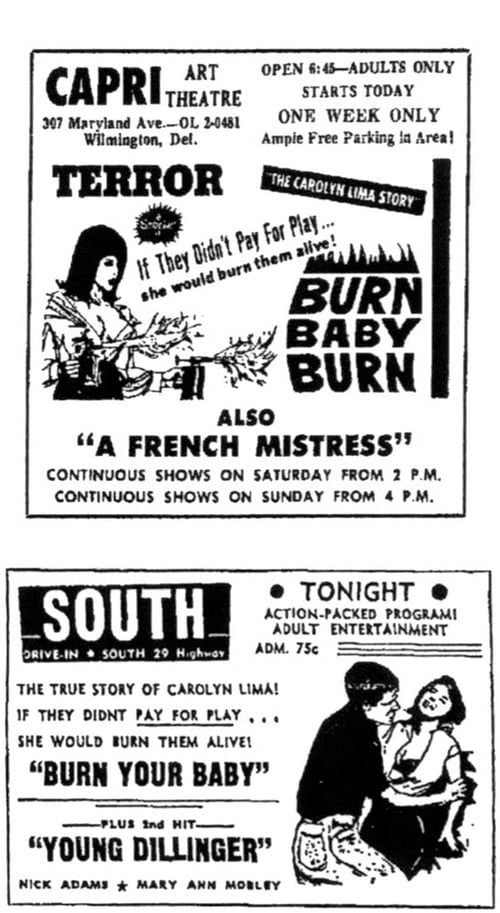 CAPRI ART THEATRE
307 Maryland Ave.—OL 2-0481
Wilmington, Del.
OPEN 6:45—ADULTS ONLY
STARTS TODAY
ONE WEEK ONLY
Ample Free Parking in Area!
TERROR
"THE CAROLYN LIMA STORY"
If They Didn't Pay For Play...
she would burn them alive!
BURN
BABY
BURN
ALSO
"A FRENCH MISTRESS"
CONTINUOUS SHOWS ON SATURDAY FROM 2 P.M.
CONTINUOUS SHOWS ON SUNDAY FROM 4 P.M.
SOUTH
DRIVE-IN SOUTH 29 Highway
TONIGHT
ACTION-PACKED PROGRAM!
ADULT ENTERTAINMENT
ADM. 75c
THE TRUE STORY OF CAROLYN LIMA!
IF THEY DIDNT PAY FOR PLAY ...
SHE WOULD BURN THEM ALIVE!
"BURN YOUR BABY"
—PLUS 2nd HIT—
"YOUNG DILLINGER"
NICK ADAMS ★ MARY ANN MOBLEY